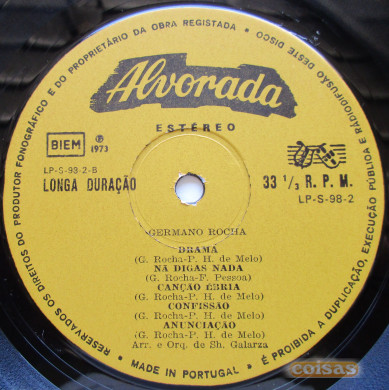 RESERVADOS OS DIREITOS DO PRODUTOR FONOGRÁFICO E DO PROPRIETÁRIO DA OBRA REGISTADA • É PROIBIDA A DUPLICAÇÃO, EXECUÇÃO PÚBLICA E RADIODIFUSÃO DESTE DISCO
Alvorada
ESTÉREO
BIEM
℗
1973
LP-S-98-2-B
LONGA DURAÇÃO
33 1/3 R. P. M.
LP-S-98-2
GERMANO ROCHA
DRAMA
(G. Rocha-P. H. de Melo)
NA DIGAS NADA
(G. Rocha-F. Pessoa)
CANÇÃO ÉBRIA
(G. Rocha-P. H. de Melo)
CONFISSÃO
(G. Rocha-P. H. de Melo)
ANUNCIAÇÃO
(G. Rocha-P. H. de Melo)
Arr. e Orq. de Sh. Galarza
• MADE IN PORTUGAL •
coisas